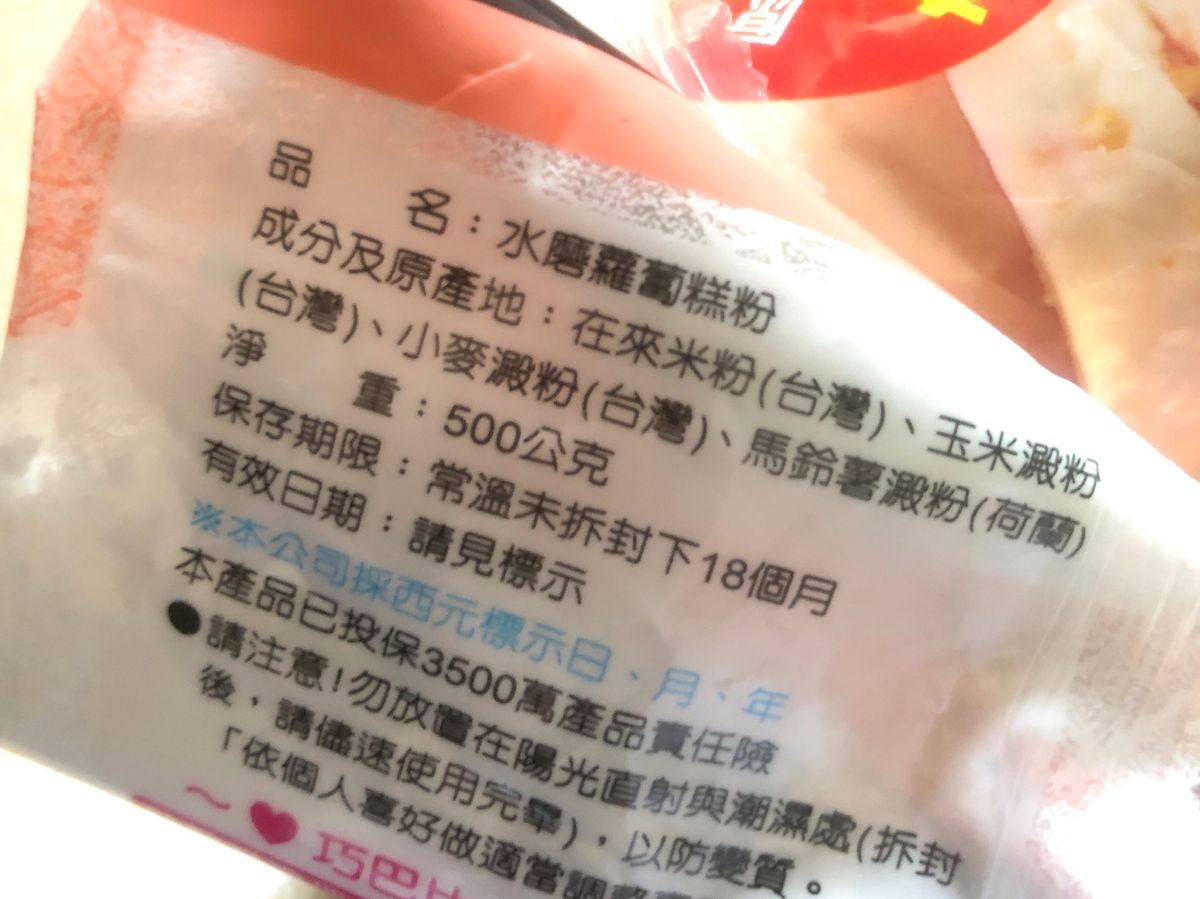 品　　名：水磨蘿蔔糕粉
成分及原產地：在來米粉(台灣)、玉米澱粉
(台灣)、小麥澱粉(台灣)、馬鈴薯澱粉(荷蘭)
淨　　重：500公克
保存期限：常溫未拆封下18個月
有效日期：請見標示
※本公司採西元標示日、月、年
本產品已投保3500萬產品責任險
●請注意!勿放置在陽光直射與潮濕處(拆封
後，請儘速使用完畢)，以防變質。
「依個人喜好做適當調整
～♥巧巴